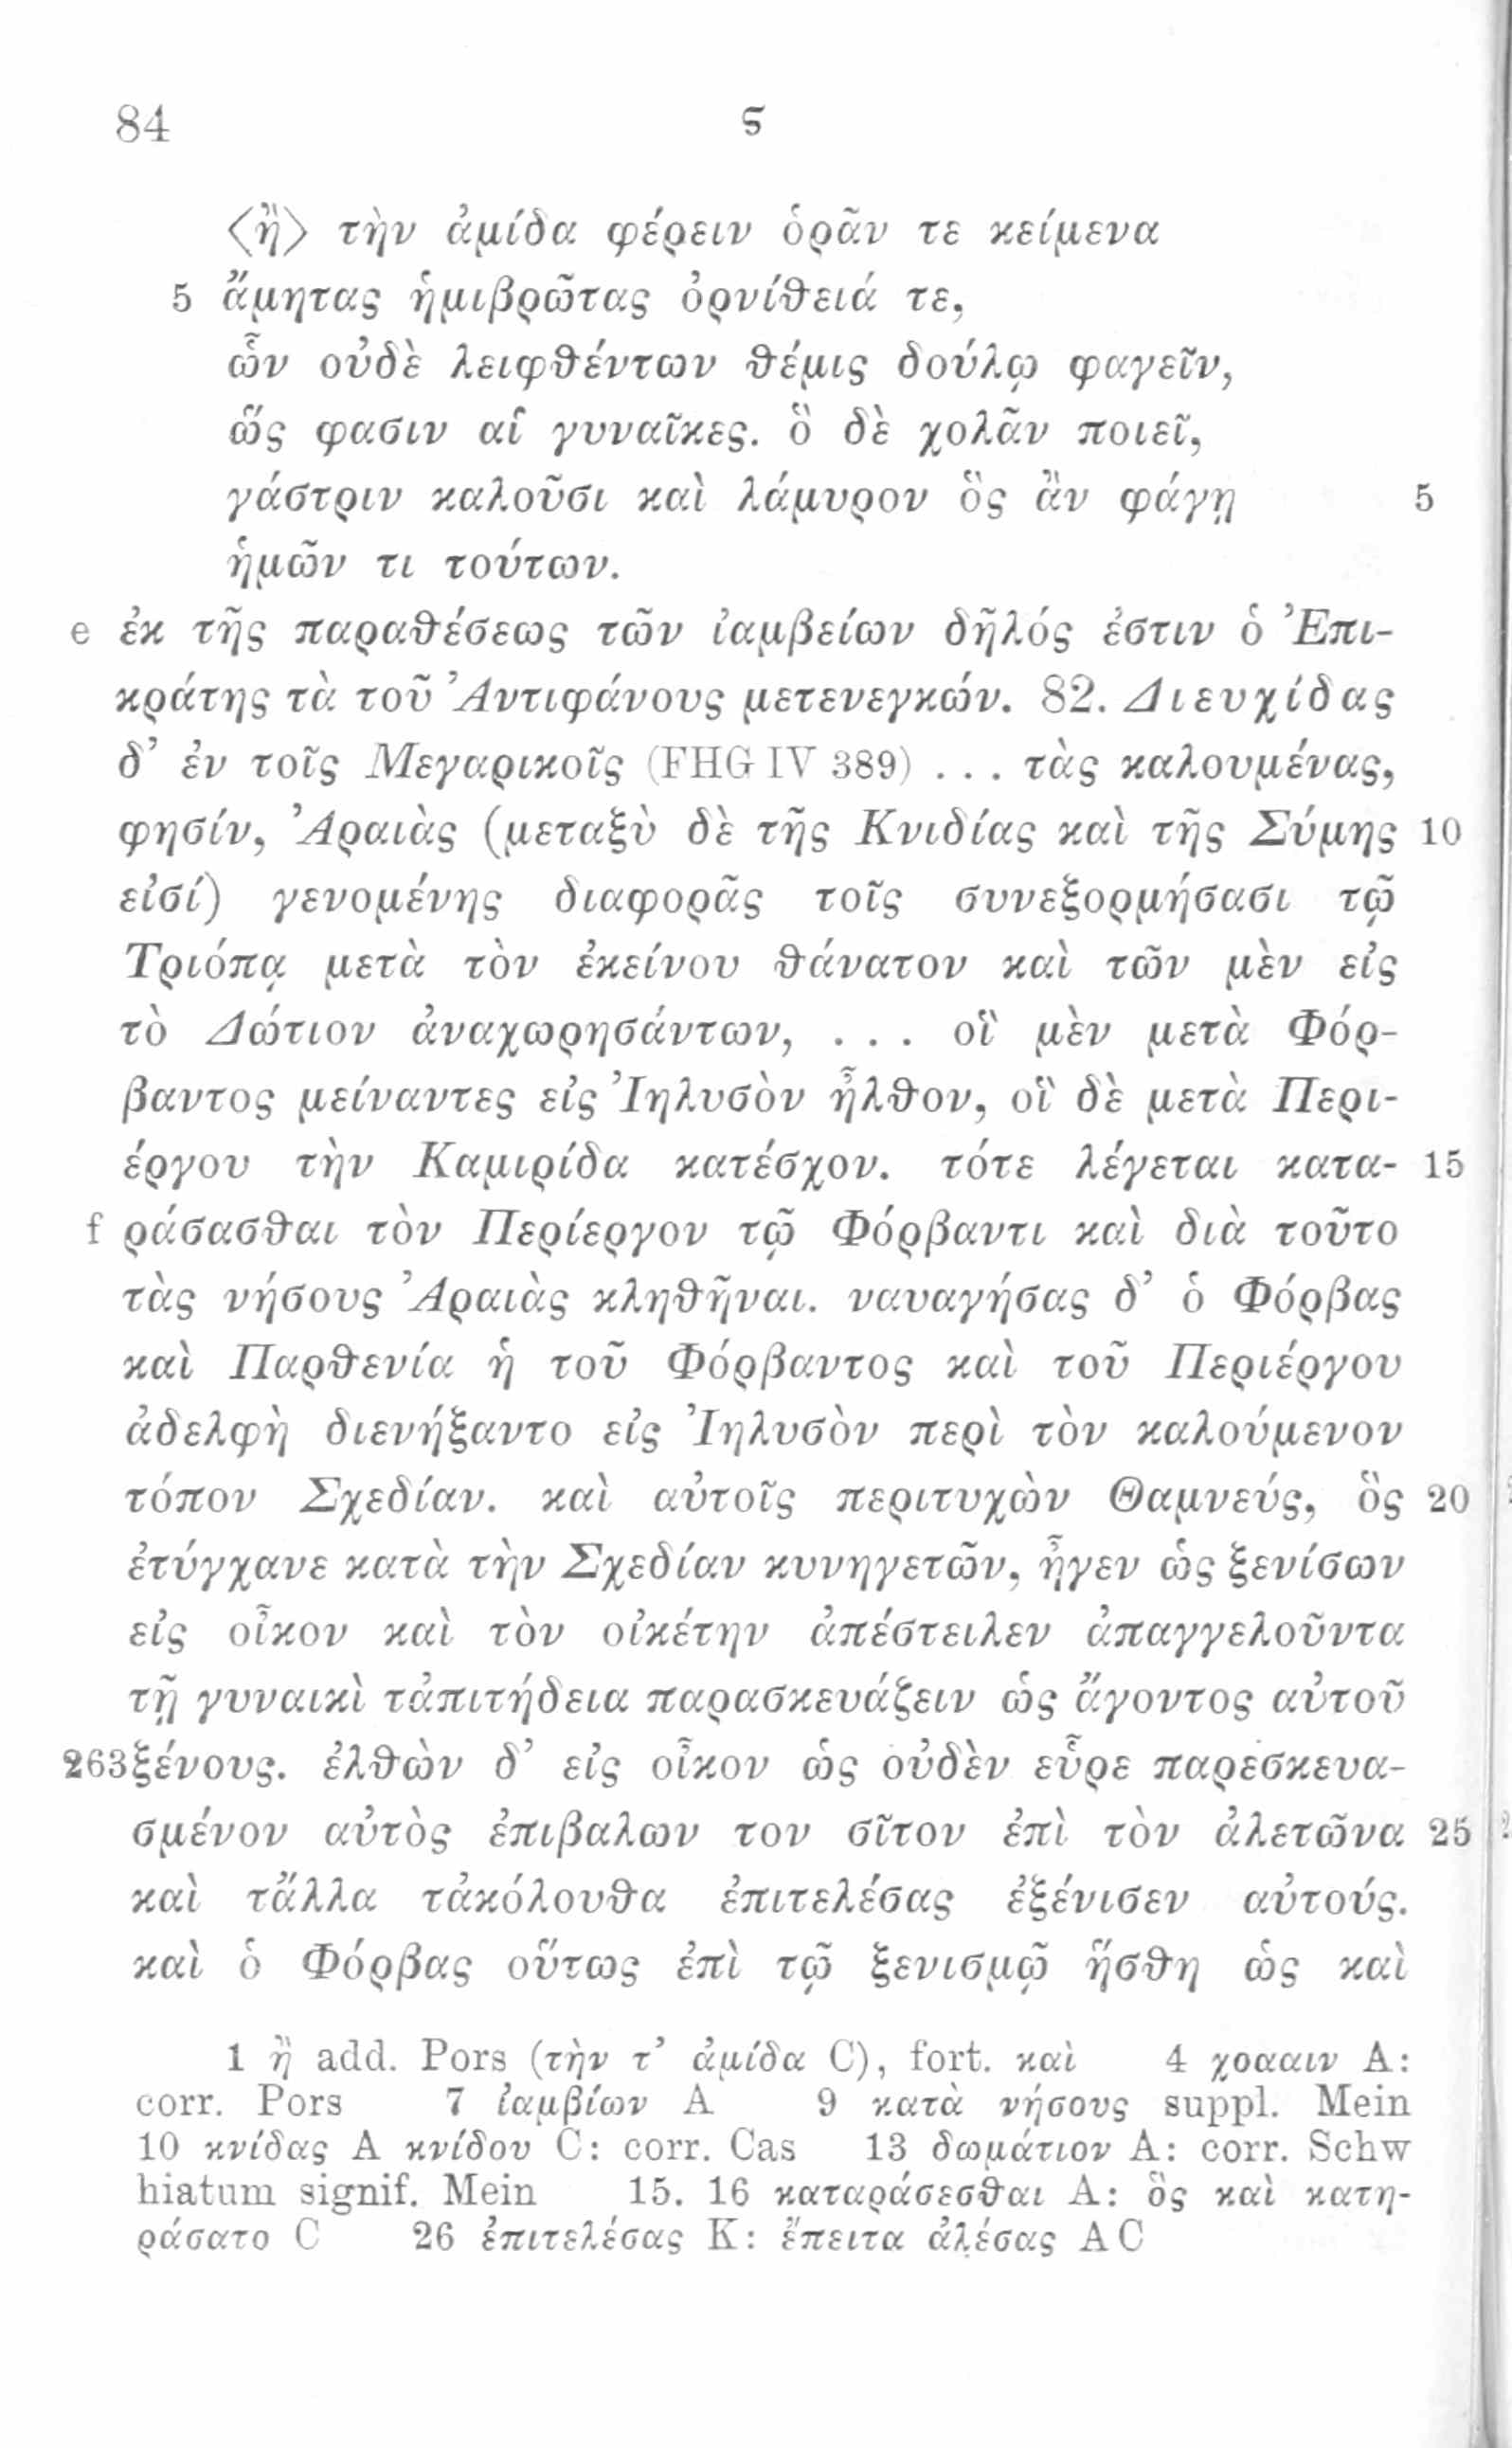 84 ϛ
〈ἢ〉 τὴν ἀμίδα φέρειν ὁρᾶν τε κείμενα
5 ἄμητας ἡμιβρῶτας ὀρνίθειά τε,
ὧν οὐδὲ λειφθέντων θέμις δούλῳ φαγεῖν,
ὥς φασιν αἱ γυναῖκες. ὃ δὲ χολᾶν ποιεῖ,
γάστριν καλοῦσι καὶ λάμυρον ὃς ἂν φάγῃ 5
ἡμῶν τι τούτων.
e ἐκ τῆς παραθέσεως τῶν ἰαμβείων δῆλός ἐστιν ὁ Ἐπι-
κράτης τὰ τοῦ Ἀντιφάνους μετενεγκών. 82. Διευχίδας
δ’ ἐν τοῖς Μεγαρικοῖς (FHG IV 389) . . . τὰς καλουμένας,
φησίν, Ἀραιὰς (μεταξὺ δὲ τῆς Κνιδίας καὶ τῆς Σύμης 10
εἰσί) γενομένης διαφορᾶς τοῖς συνεξορμήσασι τῷ
Τριόπᾳ μετὰ τὸν ἐκείνου θάνατον καὶ τῶν μὲν εἰς
τὸ Δώτιον ἀναχωρησάντων, . . . οἳ μὲν μετὰ Φόρ-
βαντος μείναντες εἰς Ἰηλυσὸν ἦλθον, οἳ δὲ μετὰ Περι-
έργου τὴν Καμιρίδα κατέσχον. τότε λέγεται κατα- 15
f ράσασθαι τὸν Περίεργον τῷ Φόρβαντι καὶ διὰ τοῦτο
τὰς νήσους Ἀραιὰς κληθῆναι. ναυαγήσας δ’ ὁ Φόρβας
καὶ Παρθενία ἡ τοῦ Φόρβαντος καὶ τοῦ Περιέργου
ἀδελφὴ διενήξαντο εἰς Ἰηλυσὸν περὶ τὸν καλούμενον
τόπον Σχεδίαν. καὶ αὐτοῖς περιτυχὼν Θαμνεύς, ὃς 20
ἐτύγχανε κατὰ τὴν Σχεδίαν κυνηγετῶν, ἦγεν ὡς ξενίσων
εἰς οἶκον καὶ τὸν οἰκέτην ἀπέστειλεν ἀπαγγελοῦντα
τῇ γυναικὶ τἀπιτήδεια παρασκευάζειν ὡς ἄγοντος αὐτοῦ
263 ξένους. ἐλθὼν δ’ εἰς οἶκον ὡς οὐδὲν εὗρε παρεσκευα-
σμένον αὐτὸς ἐπιβαλων τον σῖτον ἐπὶ τὸν ἀλετῶνα 25
καὶ τἄλλα τἀκόλουθα ἐπιτελέσας ἐξένισεν αὐτούς.
καὶ ὁ Φόρβας οὕτως ἐπὶ τῷ ξενισμῷ ἥσθη ὡς καὶ
1 ἢ add. Pors (τὴν τ’ ἀμίδα C), fort. καὶ 4 χοααιν A:
corr. Pors 7 ἰαμβίων A 9 κατὰ νήσους suppl. Mein
10 κνίδας A κνίδου C: corr. Cas 13 δωμάτιον A: corr. Schw
hiatum signif. Mein 15. 16 καταράσεσθαι A: ὃς καὶ κατη-
ράσατο C 26 ἐπιτελέσας K: ἔπειτα ἀλέσας A C